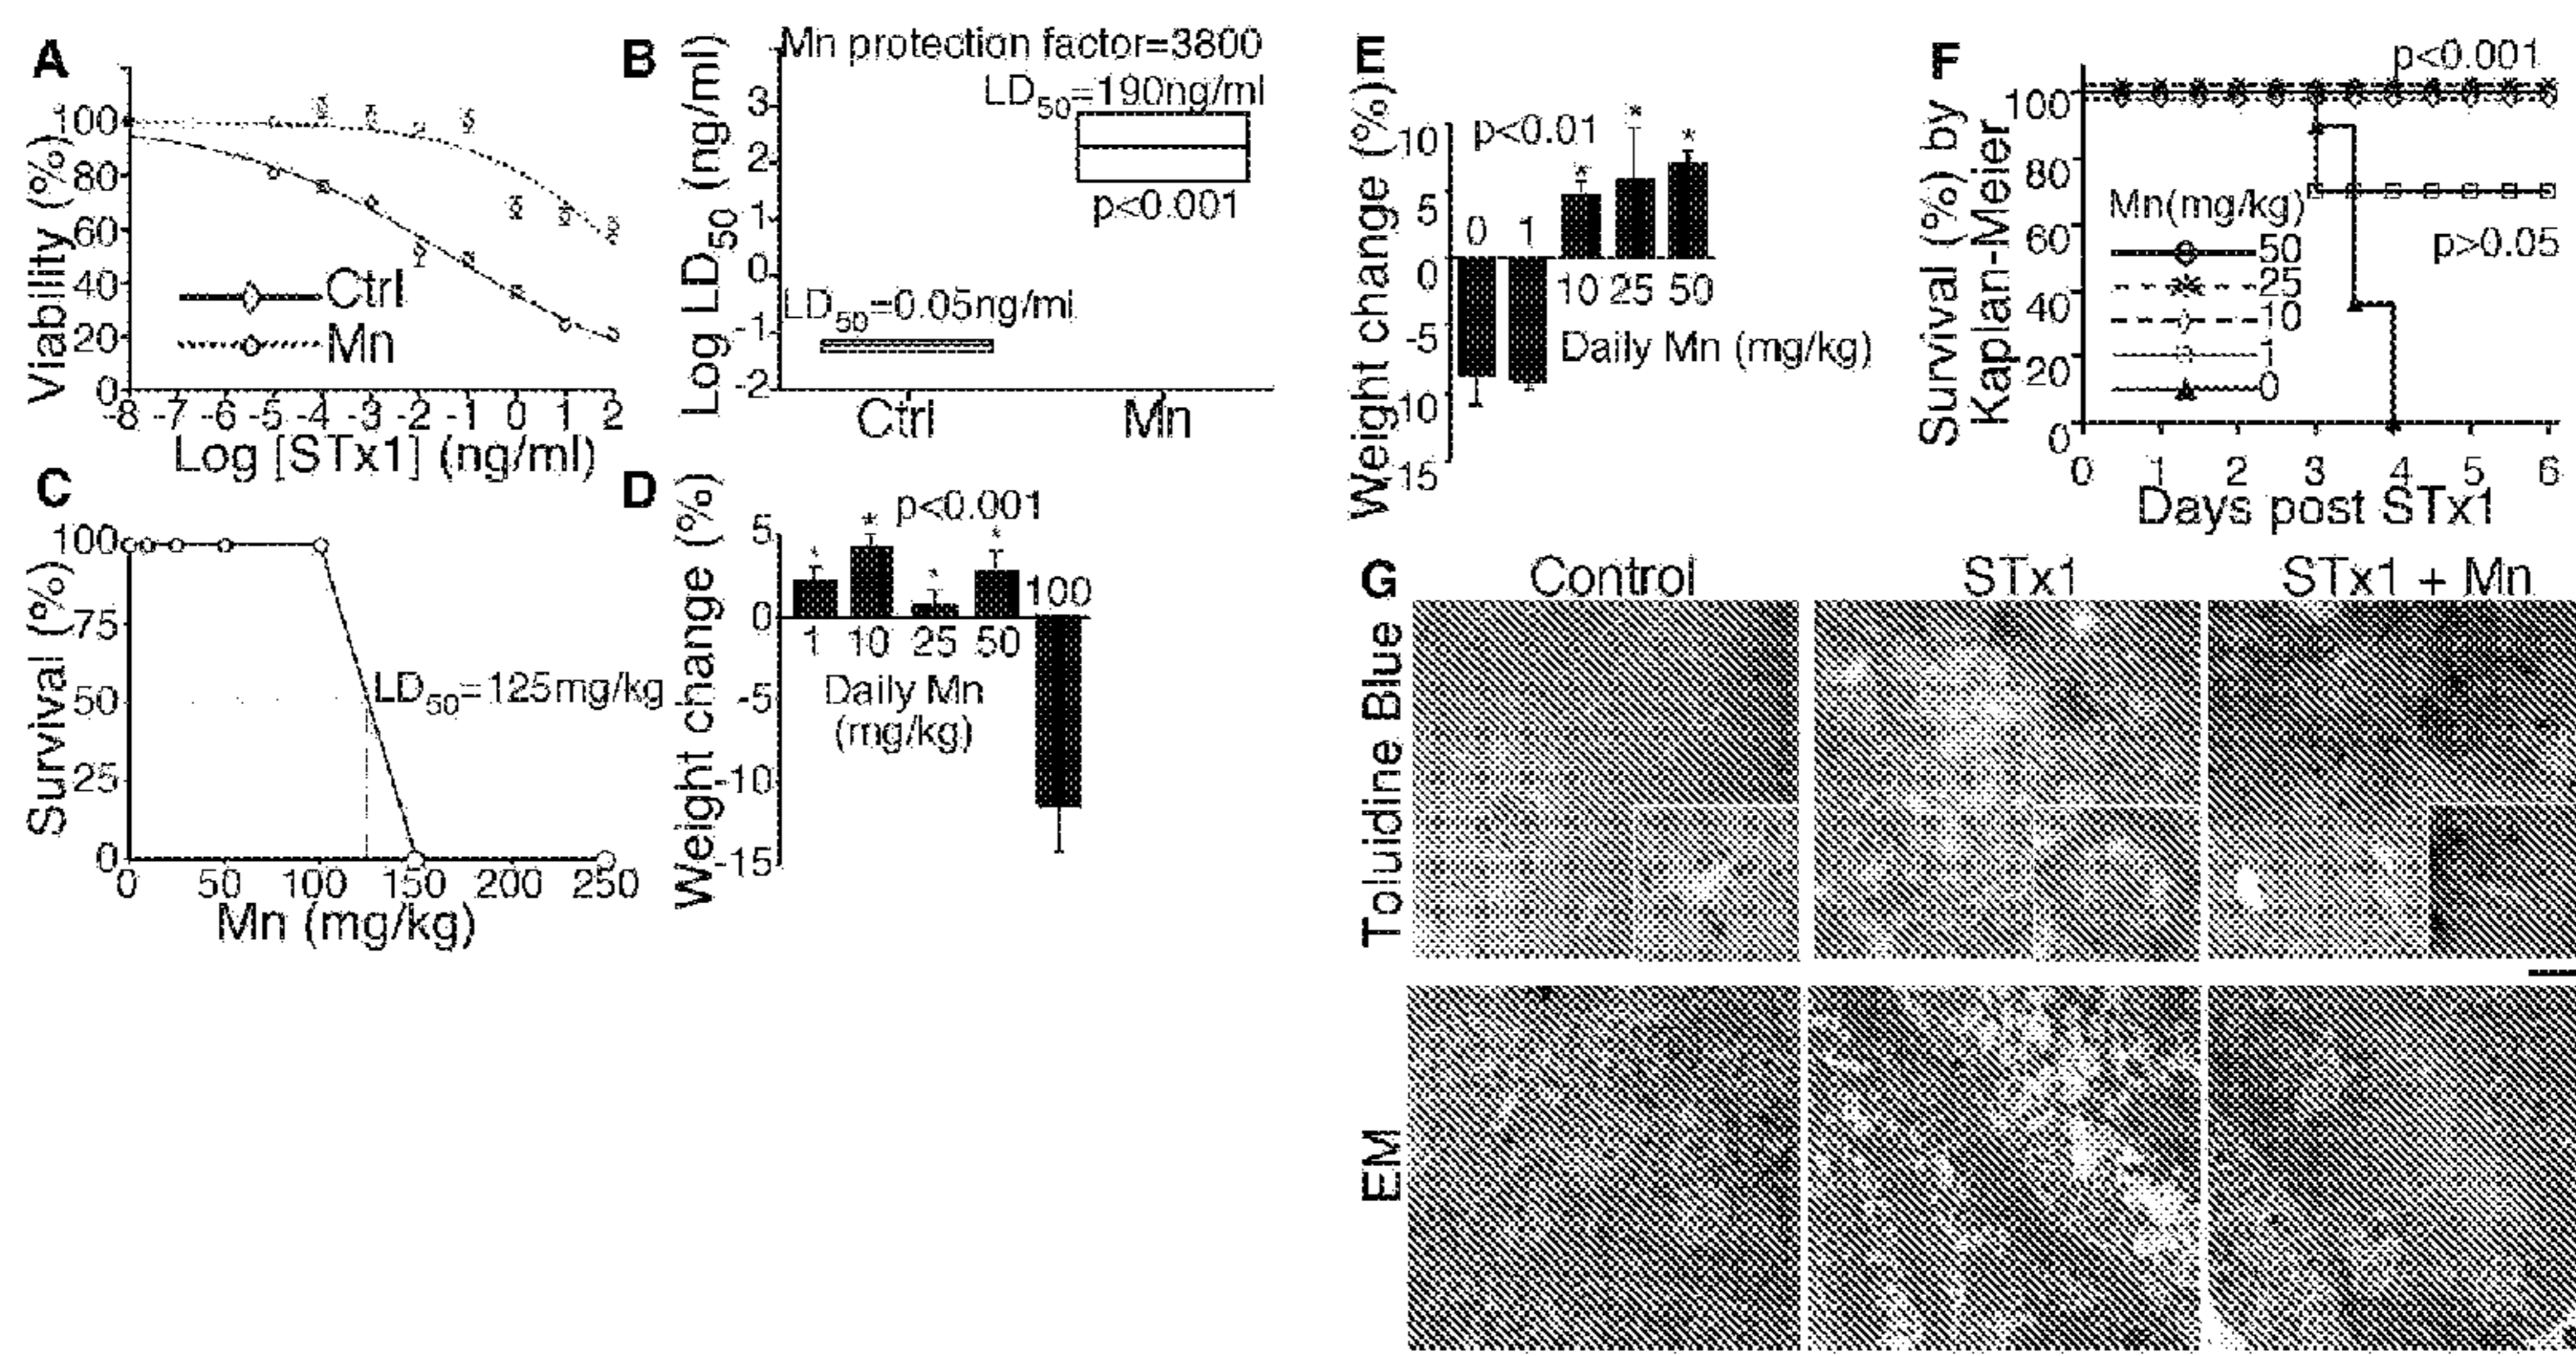 A
Viability (%)
100
80
60
40
20
0
Ctrl
Mn
-8 -7 -6 -5 -4 -3 -2 -1 0 1 2
Log [STx1] (ng/ml)
B
Log LD50 (ng/ml)
Mn protection factor=3800
LD50=190ng/ml
p<0.001
LD50=0.05ng/ml
3
2
1
0
-1
-2
Ctrl Mn
C
Survival (%)
100
75
50
25
0
LD50=125mg/kg
0 50 100 150 200 250
Mn (mg/kg)
D
Weight change (%)
p<0.001
* * * *
5
0
-5
-10
-15
100
1 10 25 50
Daily Mn
(mg/kg)
E
Weight change (%)
p<0.01
* * *
10
5
0
-5
-10
-15
0 1
10 25 50
Daily Mn (mg/kg)
F
Survival (%) by
Kaplan-Meier
p<0.001
100
80
60
40
20
0
Mn(mg/kg)
50
25
10
1
0
p>0.05
0 1 2 3 4 5 6
Days post STx1
G
Control STx1 STx1 + Mn
Toluidine Blue
EM